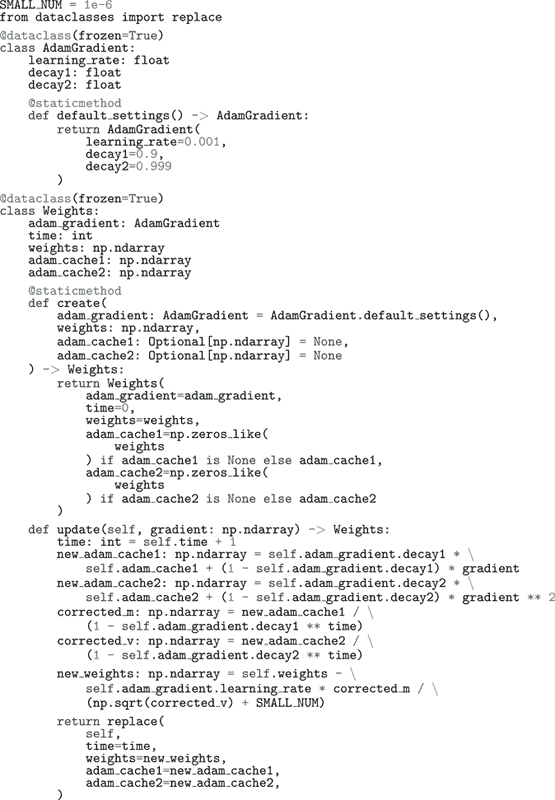 SMALL_NUM = 1e-6
from dataclasses import replace
@dataclass(frozen=True)
class AdamGradient:
    learning_rate: float
    decay1: float
    decay2: float
    @staticmethod
    def default_settings() -> AdamGradient:
        return AdamGradient(
            learning_rate=0.001,
            decay1=0.9,
            decay2=0.999
        )
@dataclass(frozen=True)
class Weights:
    adam_gradient: AdamGradient
    time: int
    weights: np.ndarray
    adam_cache1: np.ndarray
    adam_cache2: np.ndarray
    @staticmethod
    def create(
        adam_gradient: AdamGradient = AdamGradient.default_settings(),
        weights: np.ndarray,
        adam_cache1: Optional[np.ndarray] = None,
        adam_cache2: Optional[np.ndarray] = None
    ) -> Weights:
        return Weights(
            adam_gradient=adam_gradient,
            time=0,
            weights=weights,
            adam_cache1=np.zeros_like(
                weights
            ) if adam_cache1 is None else adam_cache1,
            adam_cache2=np.zeros_like(
                weights
            ) if adam_cache2 is None else adam_cache2
        )
    def update(self, gradient: np.ndarray) -> Weights:
        time: int = self.time + 1
        new_adam_cache1: np.ndarray = self.adam_gradient.decay1 * \
            self.adam_cache1 + (1 - self.adam_gradient.decay1) * gradient
        new_adam_cache2: np.ndarray = self.adam_gradient.decay2 * \
            self.adam_cache2 + (1 - self.adam_gradient.decay2) * gradient ** 2
        corrected_m: np.ndarray = new_adam_cache1 / \
            (1 - self.adam_gradient.decay1 ** time)
        corrected_v: np.ndarray = new_adam_cache2 / \
            (1 - self.adam_gradient.decay2 ** time)
        new_weights: np.ndarray = self.weights - \
            self.adam_gradient.learning_rate * corrected_m / \
            (np.sqrt(corrected_v) + SMALL_NUM)
        return replace(
            self,
            time=time,
            weights=new_weights,
            adam_cache1=new_adam_cache1,
            adam_cache2=new_adam_cache2,
        )